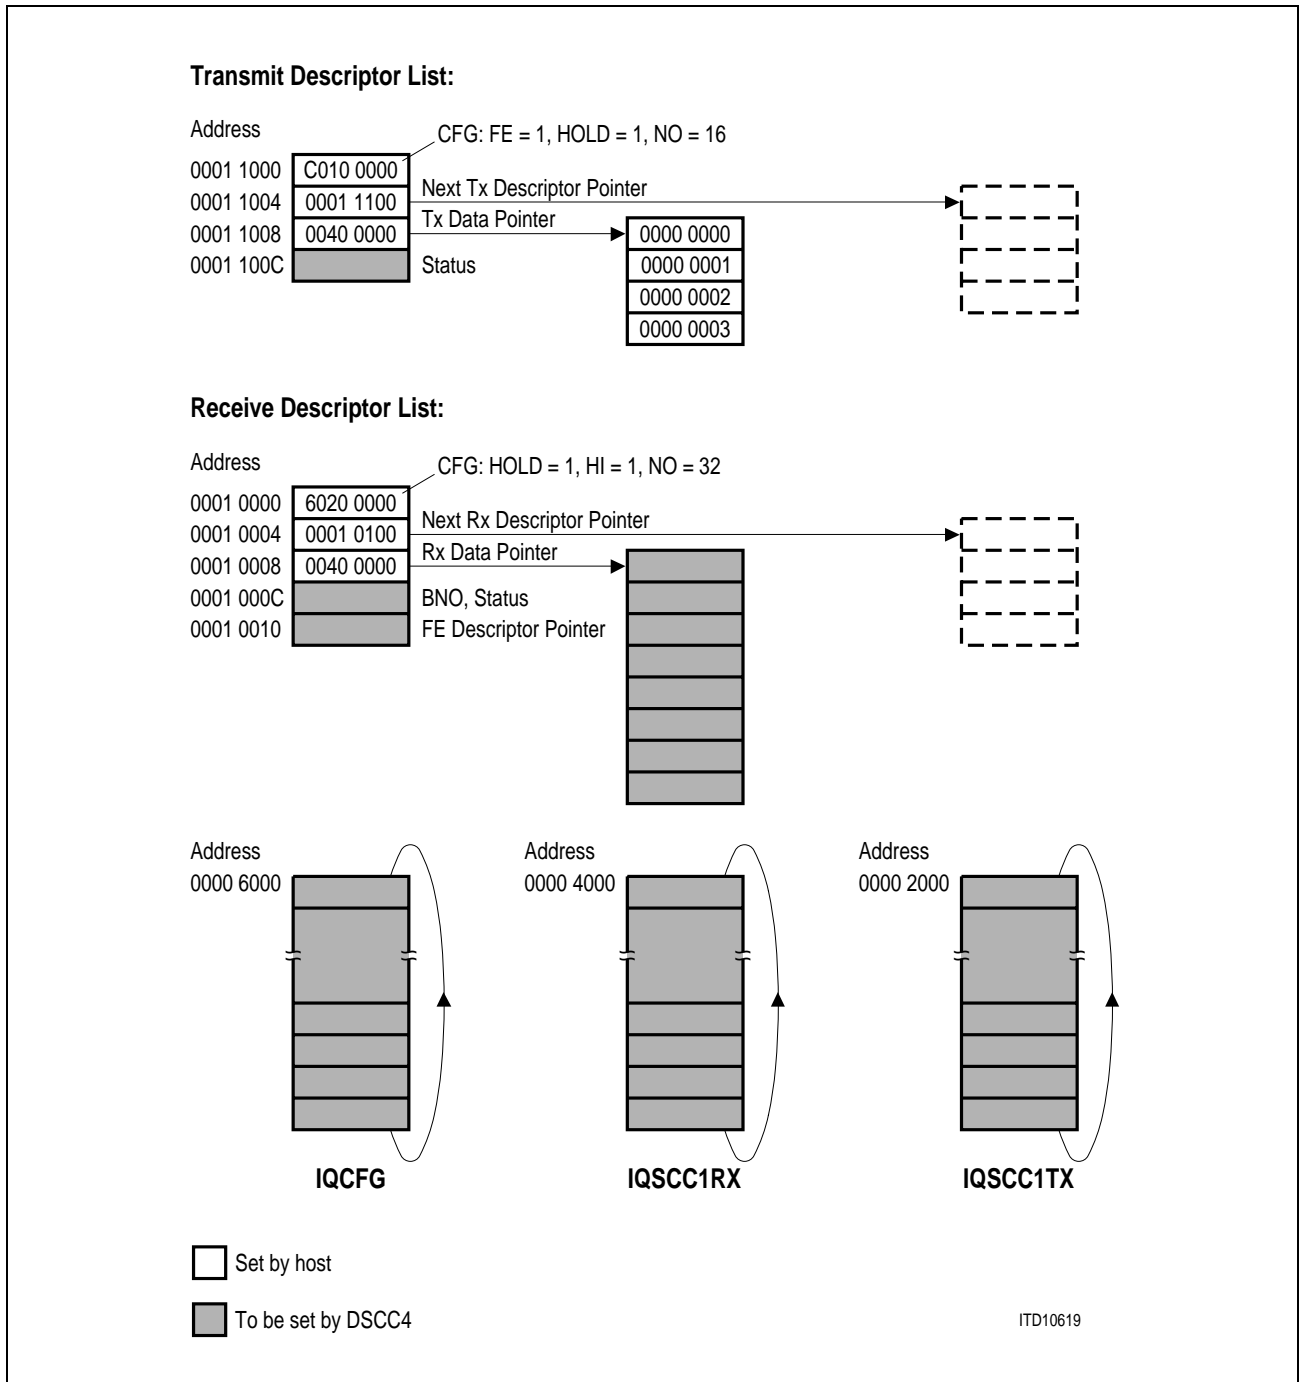 Transmit Descriptor List:
Address
CFG: FE = 1, HOLD = 1, NO = 16
0001 1000 C010 0000
0001 1004 0001 1100 Next Tx Descriptor Pointer
0001 1008 0040 0000 Tx Data Pointer 0000 0000
0001 100C Status 0000 0001
0000 0002
0000 0003
Receive Descriptor List:
Address
CFG: HOLD = 1, HI = 1, NO = 32
0001 0000 6020 0000
0001 0004 0001 0100 Next Rx Descriptor Pointer
0001 0008 0040 0000 Rx Data Pointer
0001 000C BNO, Status
0001 0010 FE Descriptor Pointer
Address Address Address
0000 6000 0000 4000 0000 2000
IQCFG IQSCC1RX IQSCC1TX
Set by host
To be set by DSCC4
ITD10619